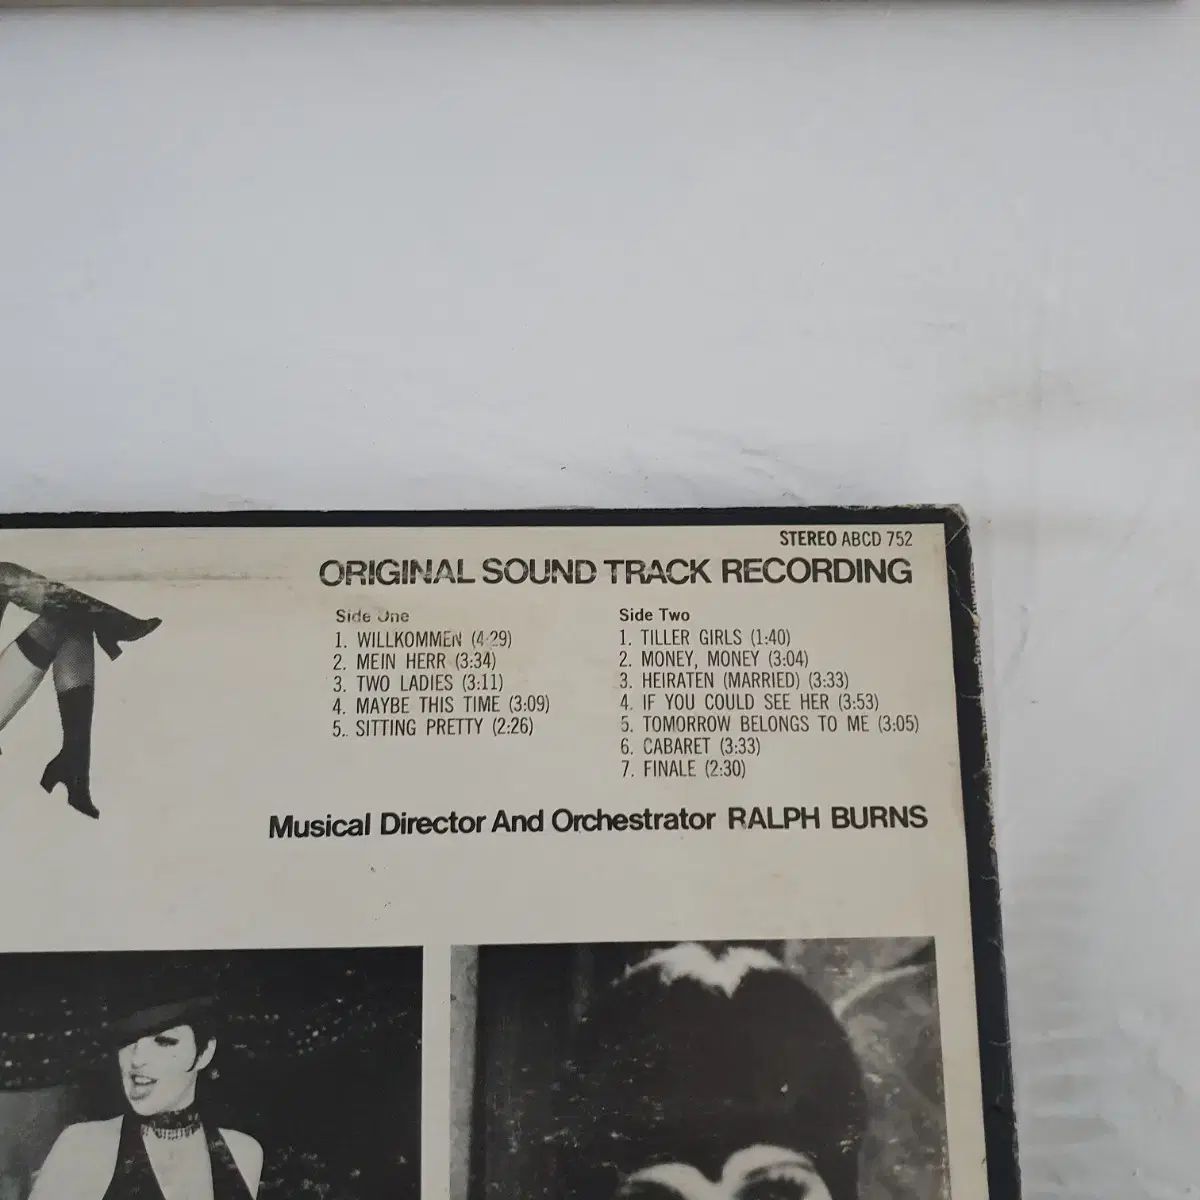 STEREO ABCD 752
ORIGINAL SOUND TRACK RECORDING
Side One
1. WILLKOMMEN (4:29)
2. MEIN HERR (3:34)
3. TWO LADIES (3:11)
4. MAYBE THIS TIME (3:09)
5. SITTING PRETTY (2:26)
Side Two
1. TILLER GIRLS (1:40)
2. MONEY, MONEY (3:04)
3. HEIRATEN (MARRIED) (3:33)
4. IF YOU COULD SEE HER (3:53)
5. TOMORROW BELONGS TO ME (3:05)
6. CABARET (3:33)
7. FINALE (2:30)
Musical Director And Orchestrator RALPH BURNS